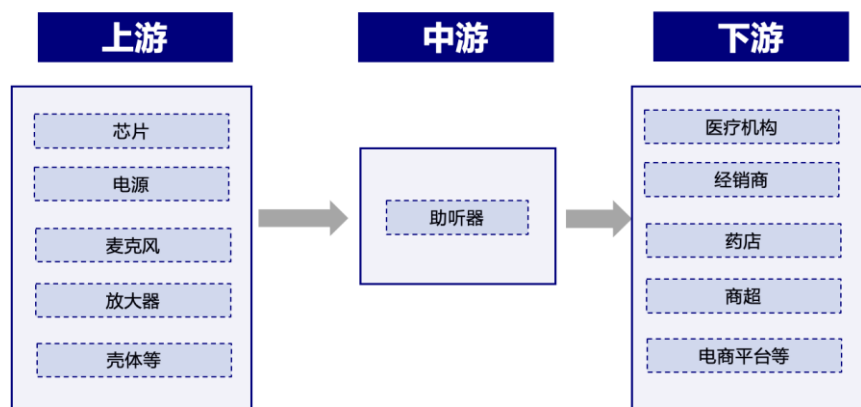 上游
中游
下游
芯片
电源
麦克风
放大器
壳体等
助听器
医疗机构
经销商
药店
商超
电商平台等